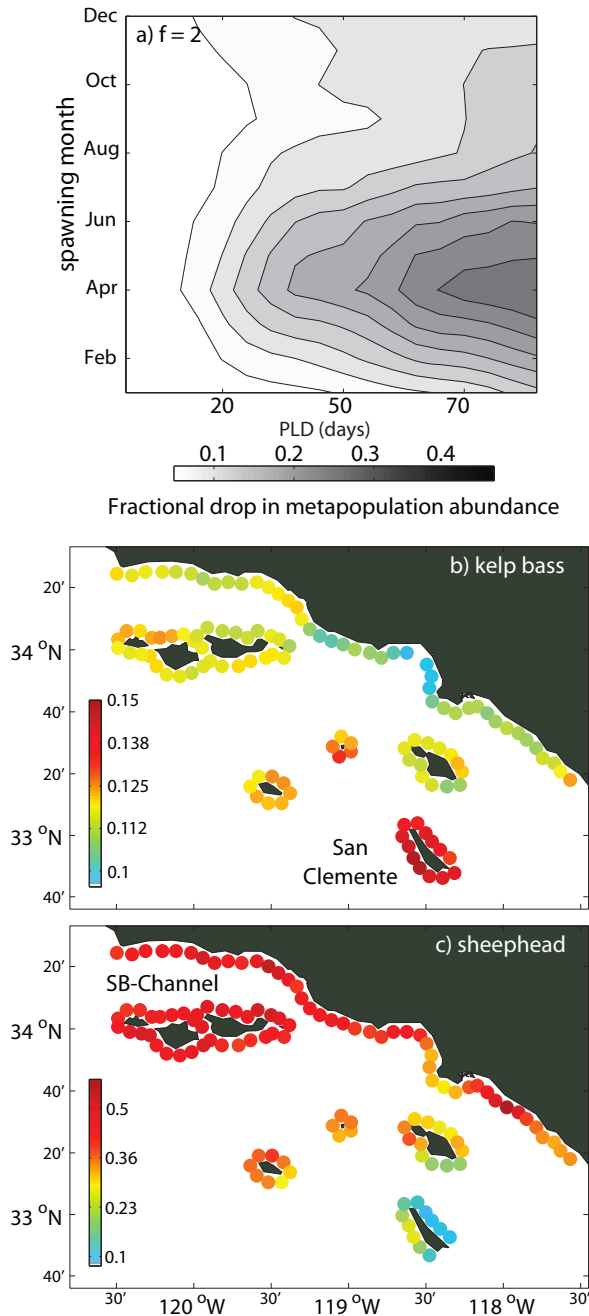 Dec
a) f = 2
Oct
Aug
Jun
Apr
Feb
spawning month
20 50 70
PLD (days)
0.1 0.2 0.3 0.4
Fractional drop in metapopulation abundance
b) kelp bass
20’
34 °N
40’
20’
33 °N
40’
0.15
0.138
0.125
0.112
0.1
San
Clemente
c) sheephead
SB-Channel
20’
34 °N
40’
20’
33 °N
40’
0.5
0.36
0.23
0.1
30’ 120 °W 30’ 119 °W 30’ 118 °W 30’